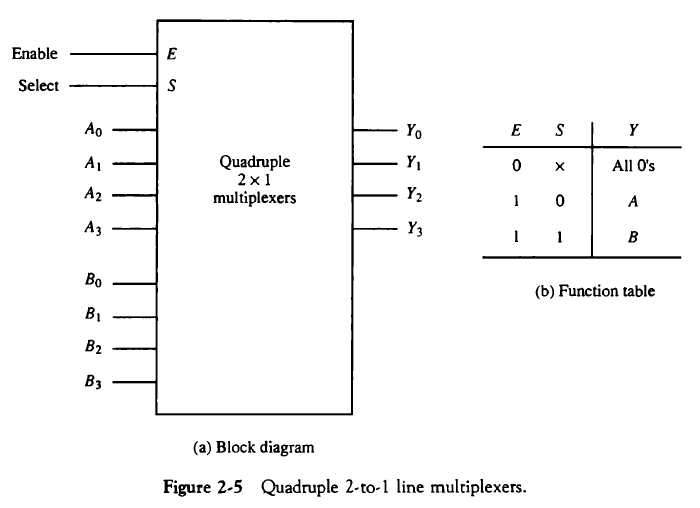 Enable
Select
E
S
A0
A1
A2
A3
B0
B1
B2
B3
Quadruple
2 × 1
multiplexers
Y0
Y1
Y2
Y3
(a) Block diagram
E S Y
0 × All 0's
1 0 A
1 1 B
(b) Function table
Figure 2-5 Quadruple 2-to-1 line multiplexers.